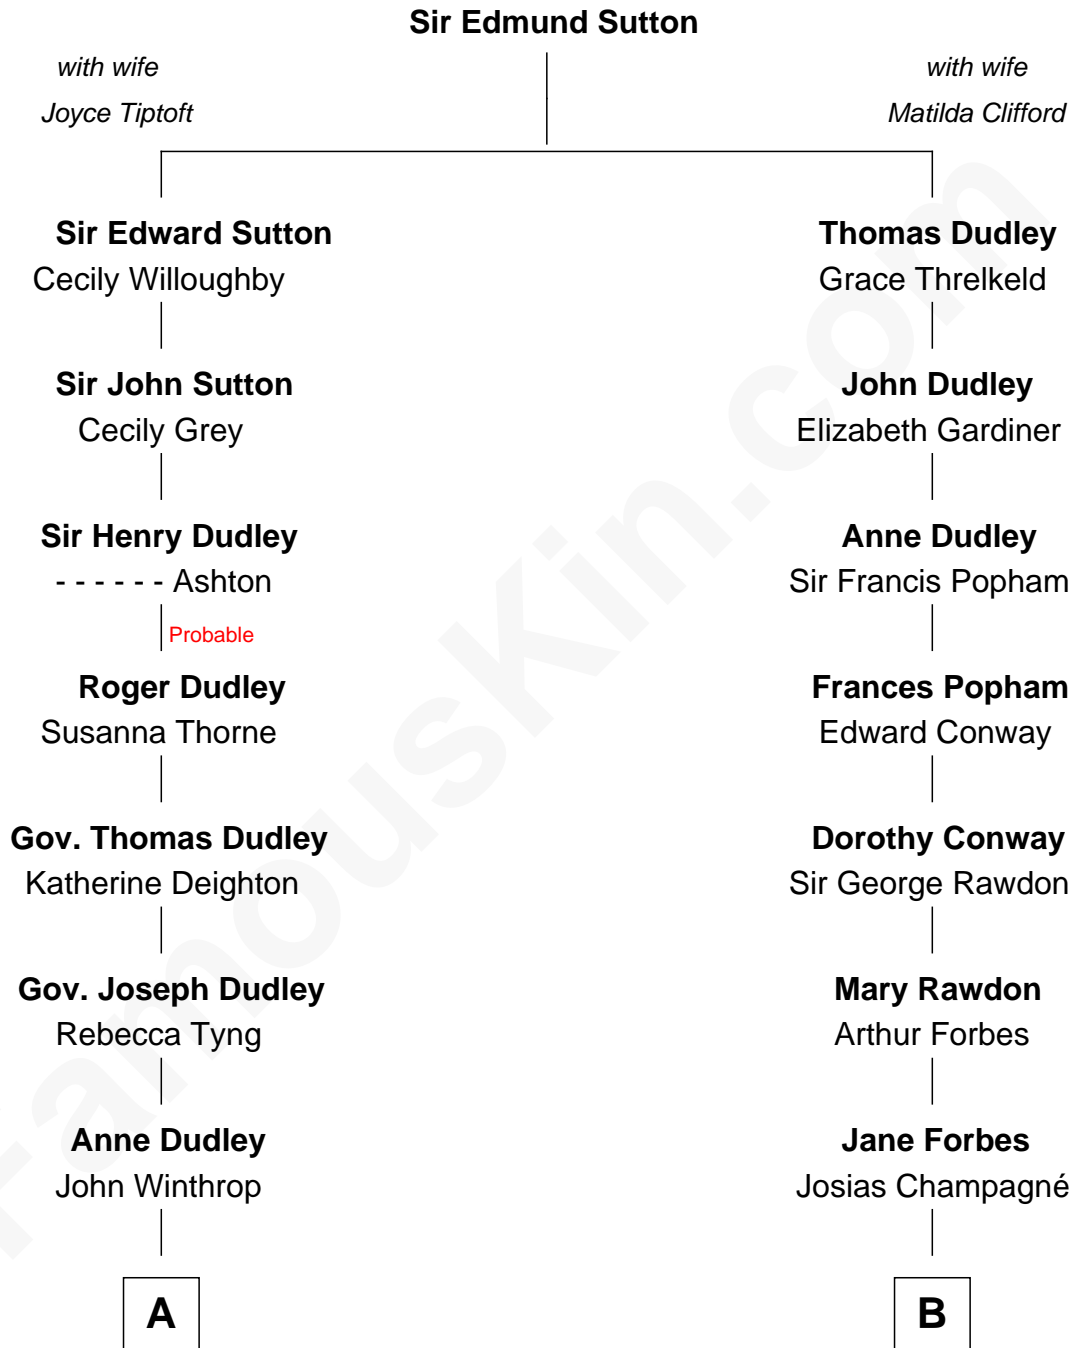 Sir Edmund Sutton
with wife
Joyce Tiptoft
with wife
Matilda Clifford
Sir Edward Sutton
Cecily Willoughby
Thomas Dudley
Grace Threlkeld
Sir John Sutton
Cecily Grey
John Dudley
Elizabeth Gardiner
Sir Henry Dudley
- - - - - - Ashton
Anne Dudley
Sir Francis Popham
Probable
Roger Dudley
Susanna Thorne
Frances Popham
Edward Conway
Gov. Thomas Dudley
Katherine Deighton
Dorothy Conway
Sir George Rawdon
Gov. Joseph Dudley
Rebecca Tyng
Mary Rawdon
Arthur Forbes
Anne Dudley
John Winthrop
Jane Forbes
Josias Champagné
A
B
FamousKin.com